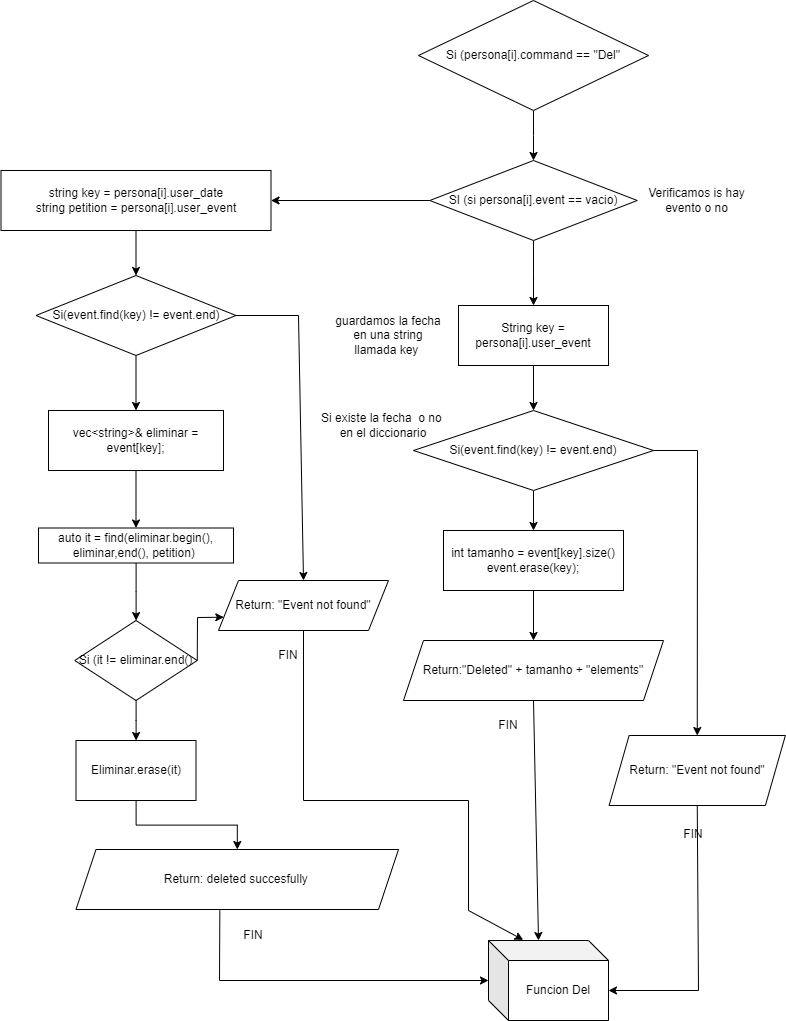 Si (persona[i].command == "Del"
SI (si persona[i].event == vacio)
Verificamos is hay
evento o no
string key = persona[i].user_date
string petition = persona[i].user_event
Si(event.find(key) != event.end)
guardamos la fecha
en una string
llamada key
String key =
persona[i].user_event
Si existe la fecha o no
en el diccionario
Si(event.find(key) != event.end)
vec<string>& eliminar =
event[key];
auto it = find(eliminar.begin(),
eliminar,end(), petition)
int tamanho = event[key].size()
event.erase(key);
Return: "Event not found"
FIN
Si (it != eliminar.end()
Return:"Deleted" + tamanho + "elements"
FIN
Eliminar.erase(it)
Return: "Event not found"
FIN
Return: deleted succesfully
FIN
Funcion Del